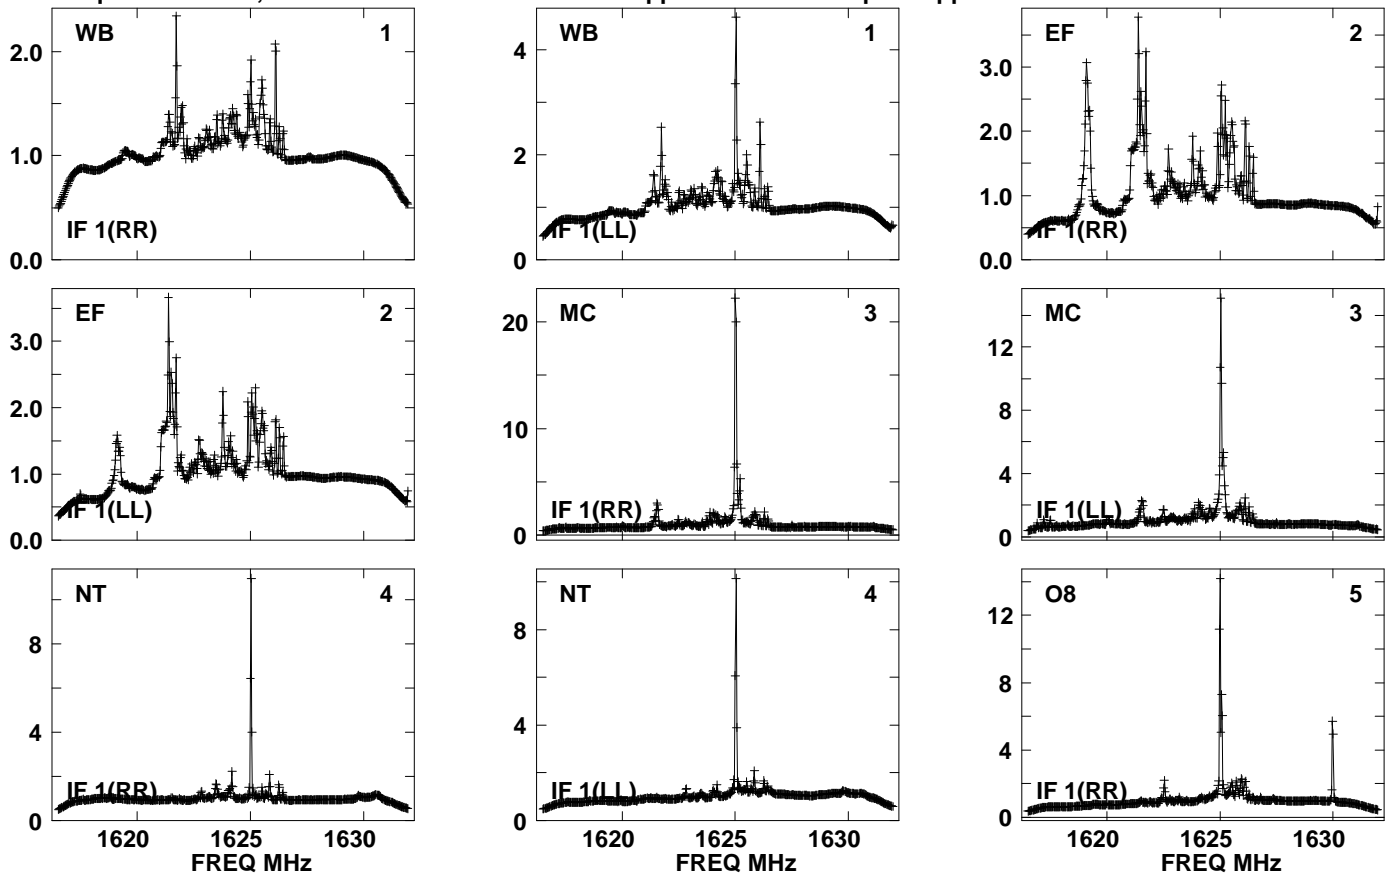 WB 1
2.0
1.0
0.0
IF 1(RR)
WB 1
4
2
0
IF 1(LL)
EF 2
3.0
2.0
1.0
0.0
IF 1(RR)
EF 2
3.0
2.0
1.0
0.0
IF 1(LL)
MC 3
20
10
0
IF 1(RR)
MC 3
12
8
4
0
IF 1(LL)
NT 4
8
4
0
IF 1(RR)
1620 1625 1630
FREQ MHz
NT 4
8
4
0
IF 1(LL)
1620 1625 1630
FREQ MHz
O8 5
12
8
4
0
IF 1(RR)
1620 1625 1630
FREQ MHz